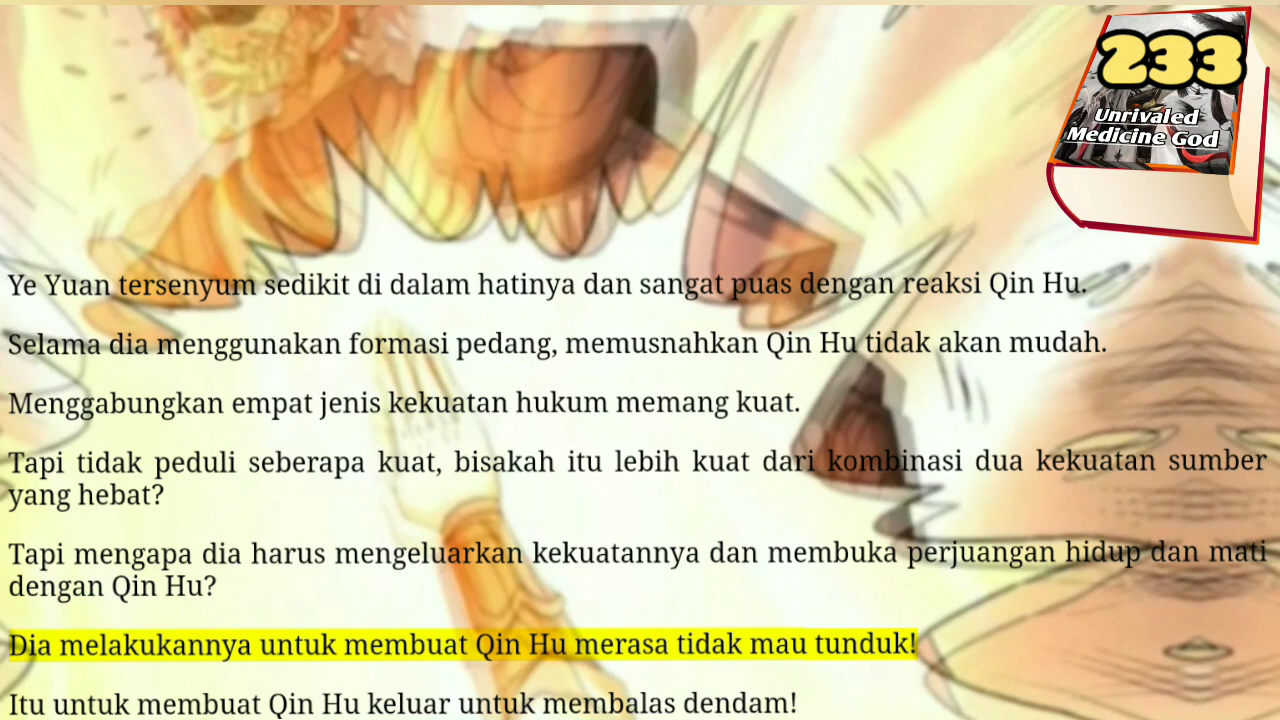 233
Unrivaled
Medicine God
Ye Yuan tersenyum sedikit di dalam hatinya dan sangat puas dengan reaksi Qin Hu.
Selama dia menggunakan formasi pedang, memusnahkan Qin Hu tidak akan mudah.
Menggabungkan empat jenis kekuatan hukum memang kuat.
Tapi tidak peduli seberapa kuat, bisakah itu lebih kuat dari kombinasi dua kekuatan sumber
yang hebat?
Tapi mengapa dia harus mengeluarkan kekuatannya dan membuka perjuangan hidup dan mati
dengan Qin Hu?
Dia melakukannya untuk membuat Qin Hu merasa tidak mau tunduk!
Itu untuk membuat Qin Hu keluar untuk membalas dendam!